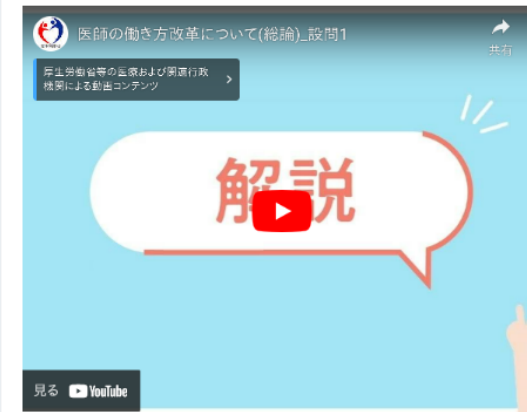 医師の働き方改革について(総論)_設問1
共有
厚生労働省等の医療および関連行政
機関による動画コンテンツ
解説
見る YouTube